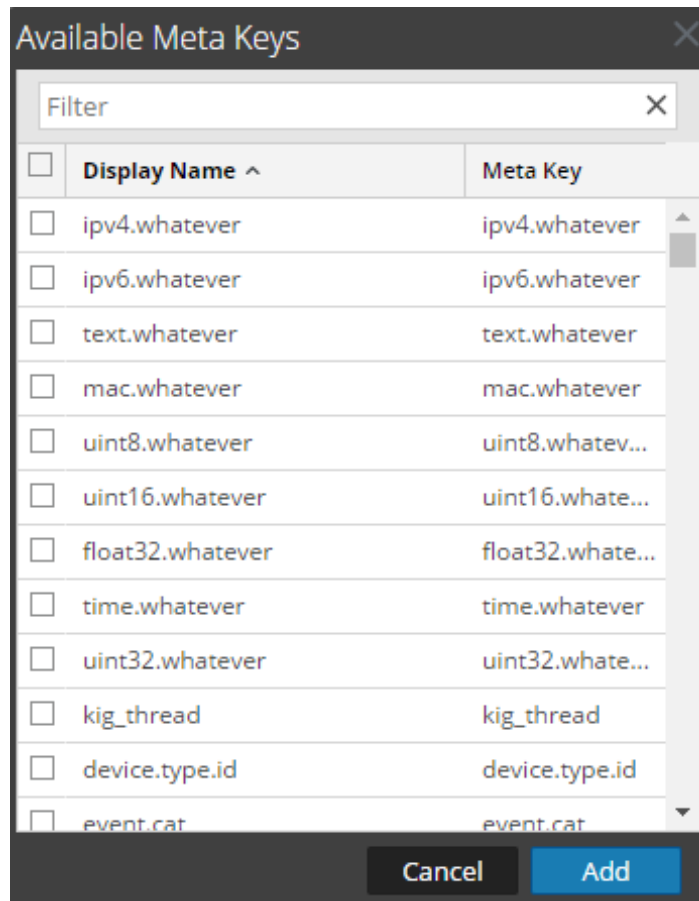 Available Meta Keys
Filter
Display Name Meta Key
ipv4.whatever ipv4.whatever
ipv6.whatever ipv6.whatever
text.whatever text.whatever
mac.whatever mac.whatever
uint8.whatever uint8.whatev...
uint16.whatever uint16.whate...
float32.whatever float32.whate...
time.whatever time.whatever
uint32.whatever uint32.whate...
kig_thread kig_thread
device.type.id device.type.id
event.cat event.cat
Cancel Add